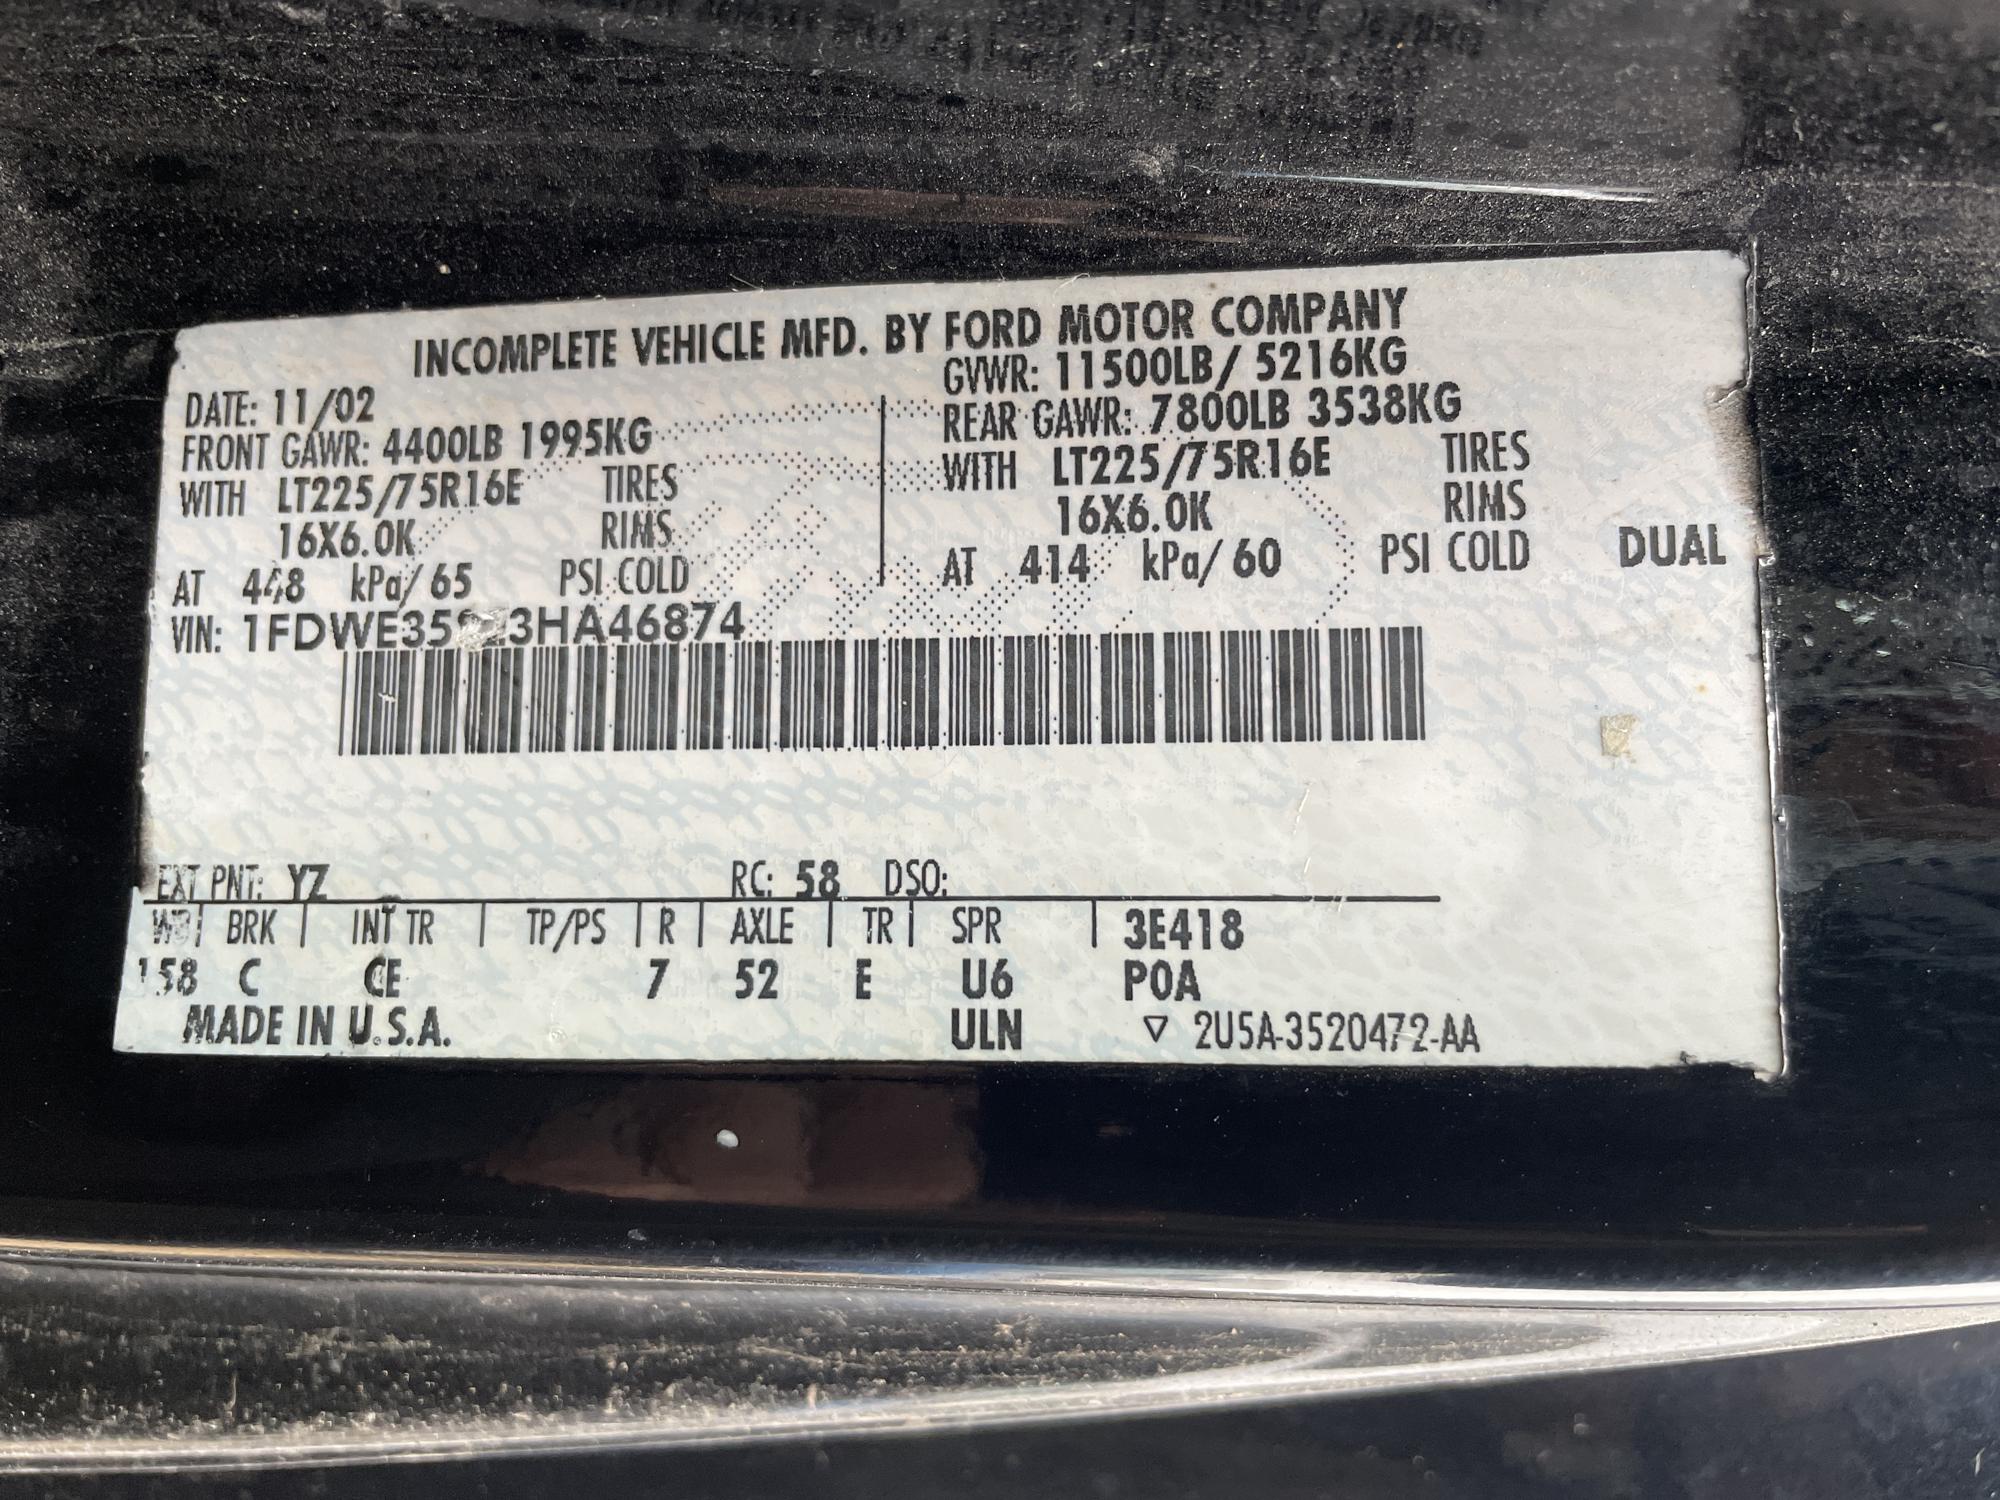 INCOMPLETE VEHICLE MFD. BY FORD MOTOR COMPANY
DATE: 11/02 GVWR: 11500LB/ 5216KG
FRONT GAWR: 4400LB 1995KG REAR GAWR: 7800LB 3538KG
WITH LT225/75R16E TIRES WITH LT225/75R16E TIRES
16X6.0K RIMS 16X6.0K RIMS
AT 448 kPa/ 65 PSI COLD AT 414 kPa/ 60 PSI COLD DUAL
VIN:
EXT PNT: YZ RC: 58 DSO:
WB BRK INT TR TP/PS R AXLE TR SPR 3E418
158 C CE 7 52 E U6 P0A
MADE IN U.S.A. ULN ▽ 2U5A-3520472-AA